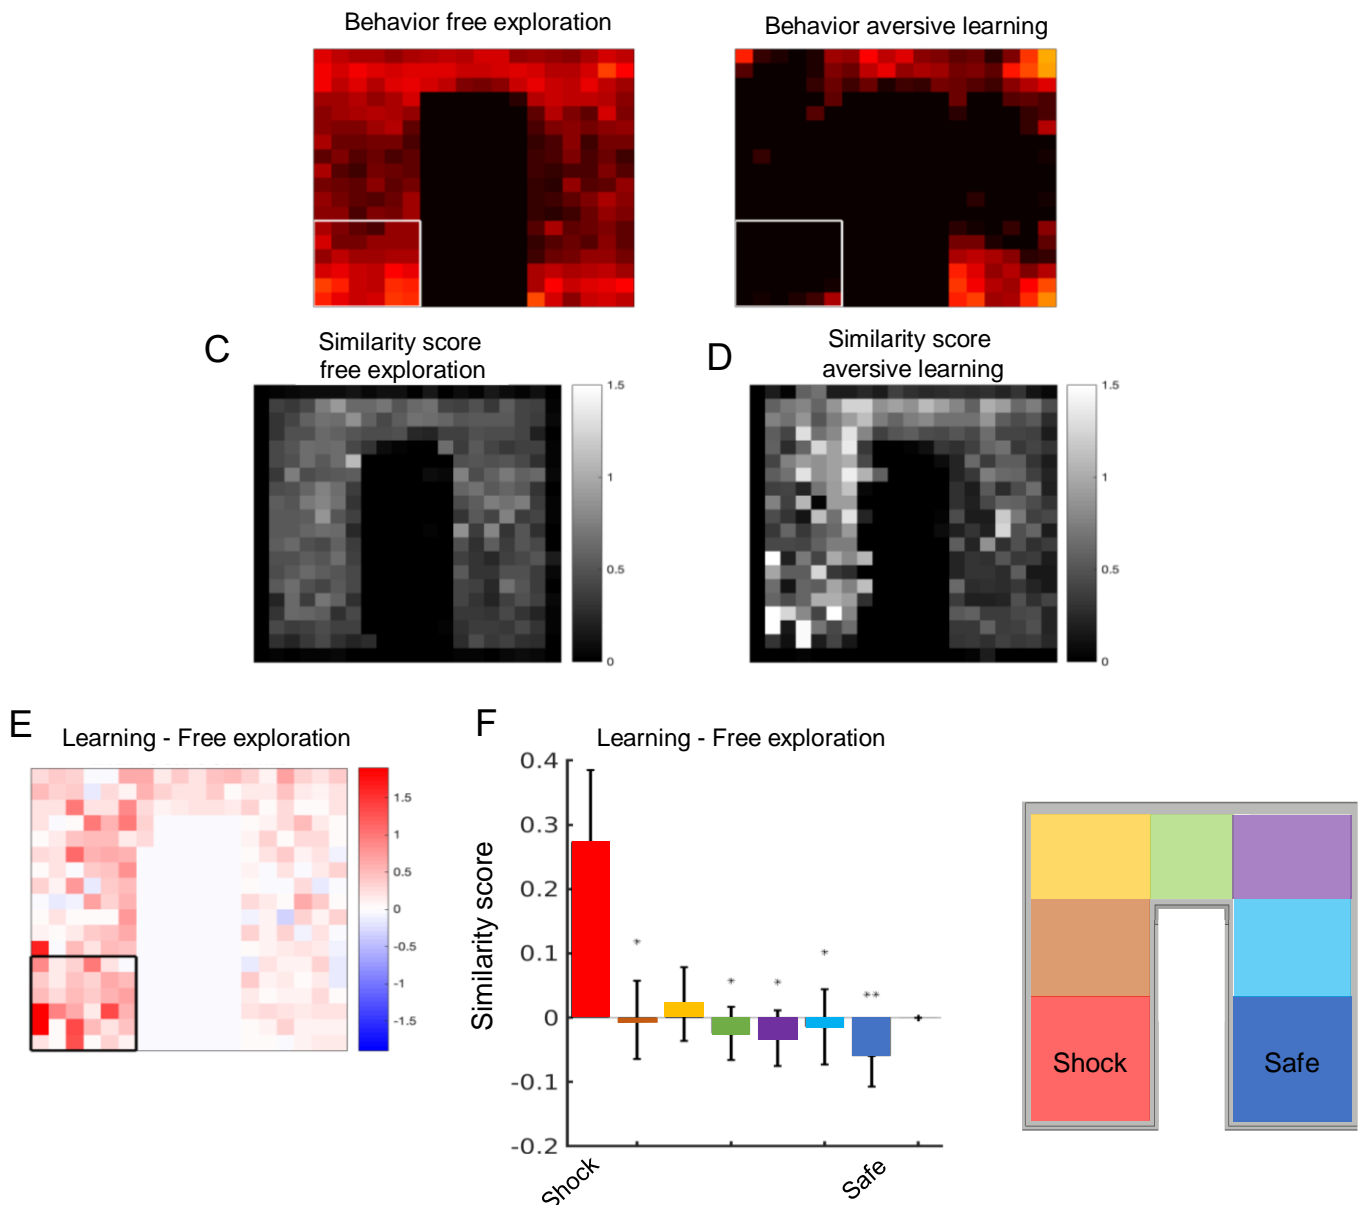 Behavior free exploration
Behavior aversive learning
C
Similarity score
free exploration
D
Similarity score
aversive learning
1.5
1
0.5
0
1.5
1
0.5
0
E
Learning - Free exploration
1.5
1
0.5
0
-0.5
-1
-1.5
F
Learning - Free exploration
Similarity score
0.4
0.3
0.2
0.1
0
-0.1
-0.2
*
*
*
*
**
Shock
Safe
Shock
Safe